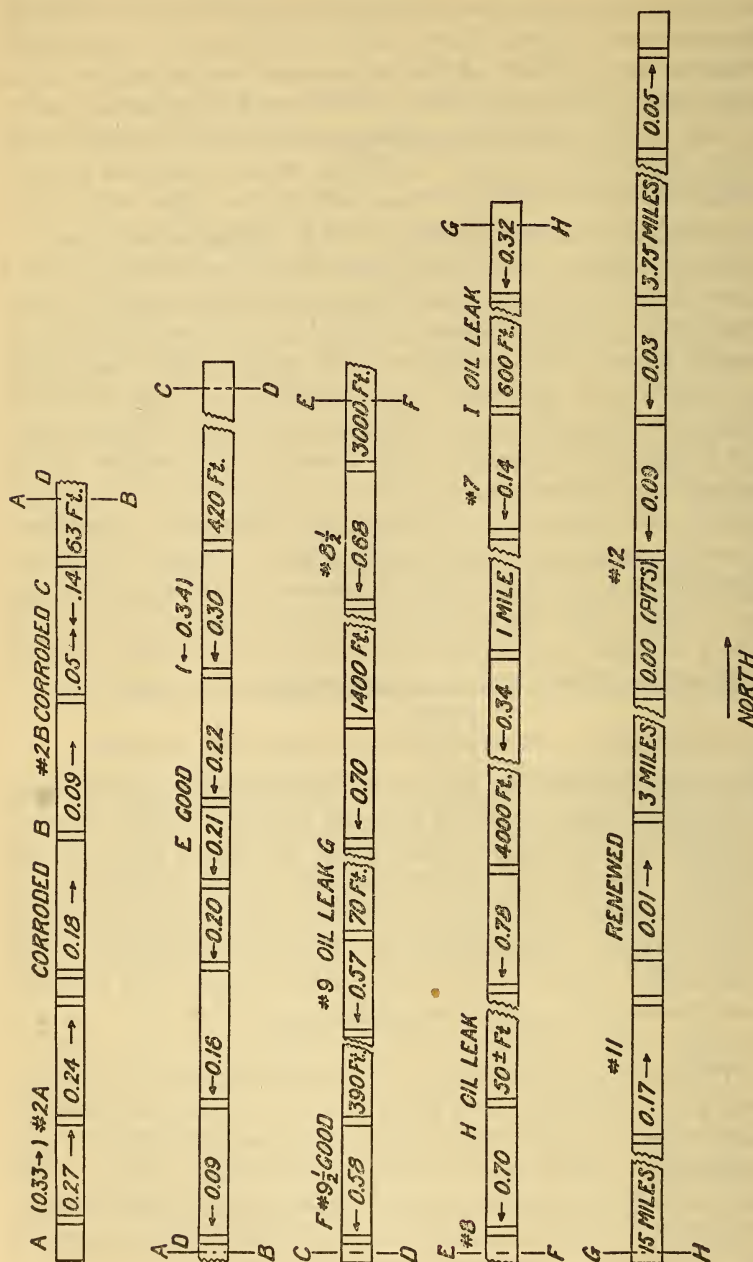 A (0.33→) #2A CORRODED B #2B CORRODED C
A D
0.27 → 0.24 → 0.18 → 0.09 → .05→←.14 63 Ft.
B
E GOOD (←0.34) C
A D
←0.09 ←0.16 ←0.20 ←0.21 ←0.22 ←0.30 420 Ft.
B D
F #9½ GOOD #9 OIL LEAK G #8½ E
C
←0.58 390 Ft. ←0.57 70 Ft. ←0.70 1400 Ft. ←0.68 3000 Ft.
D F
#8 H OIL LEAK #7 I OIL LEAK G
E
←0.70 50± Ft. ←0.78 4000 Ft. ←0.34 1 MILE ←0.14 600 Ft. ←0.32
F H
#11 RENEWED #12
G
15 MILES 0.17 → 0.01 → 3 MILES 0.00 (PITS) ←0.09 ←0.03 3.75 MILES 0.05→
H
NORTH